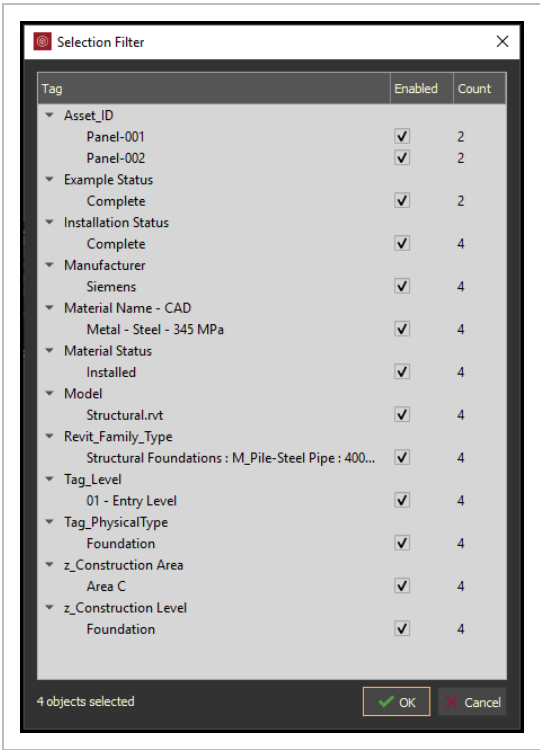 Selection Filter
Tag Enabled Count
Asset_ID
Panel-001 2
Panel-002 2
Example Status
Complete 2
Installation Status
Complete 4
Manufacturer
Siemens 4
Material Name - CAD
Metal - Steel - 345 MPa 4
Material Status
Installed 4
Model
Structural.rvt 4
Revit_Family_Type
Structural Foundations : M_Pile-Steel Pipe : 400... 4
Tag_Level
01 - Entry Level 4
Tag_PhysicalType
Foundation 4
z_Construction Area
Area C 4
z_Construction Level
Foundation 4
4 objects selected OK Cancel